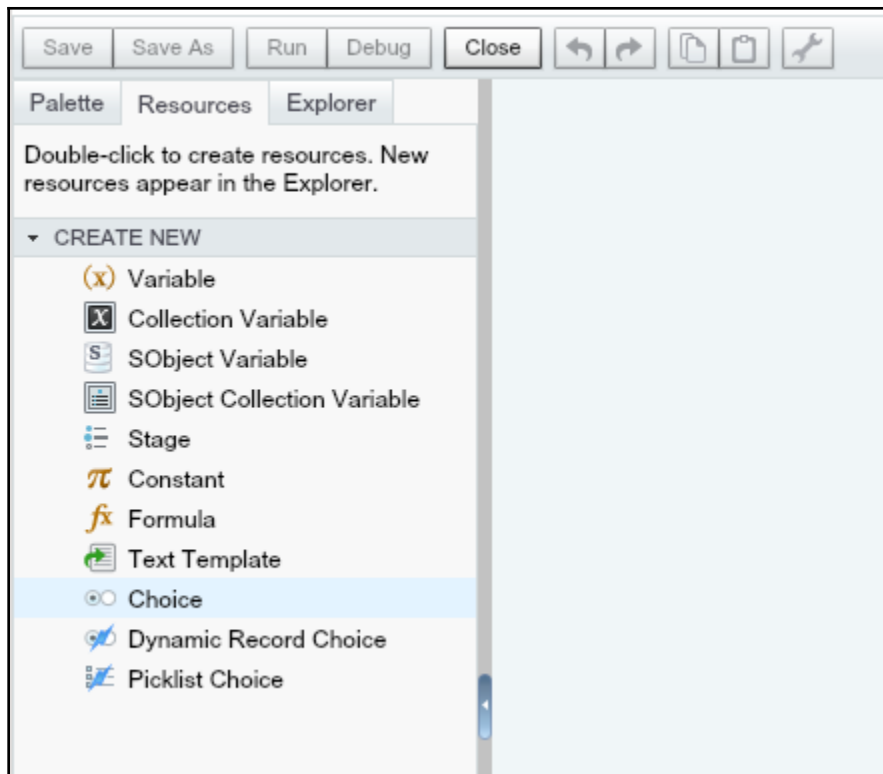 Save Save As Run Debug Close
Palette Resources Explorer
Double-click to create resources. New
resources appear in the Explorer.
CREATE NEW
(x) Variable
X Collection Variable
S SObject Variable
SObject Collection Variable
Stage
π Constant
fx Formula
Text Template
Choice
Dynamic Record Choice
Picklist Choice